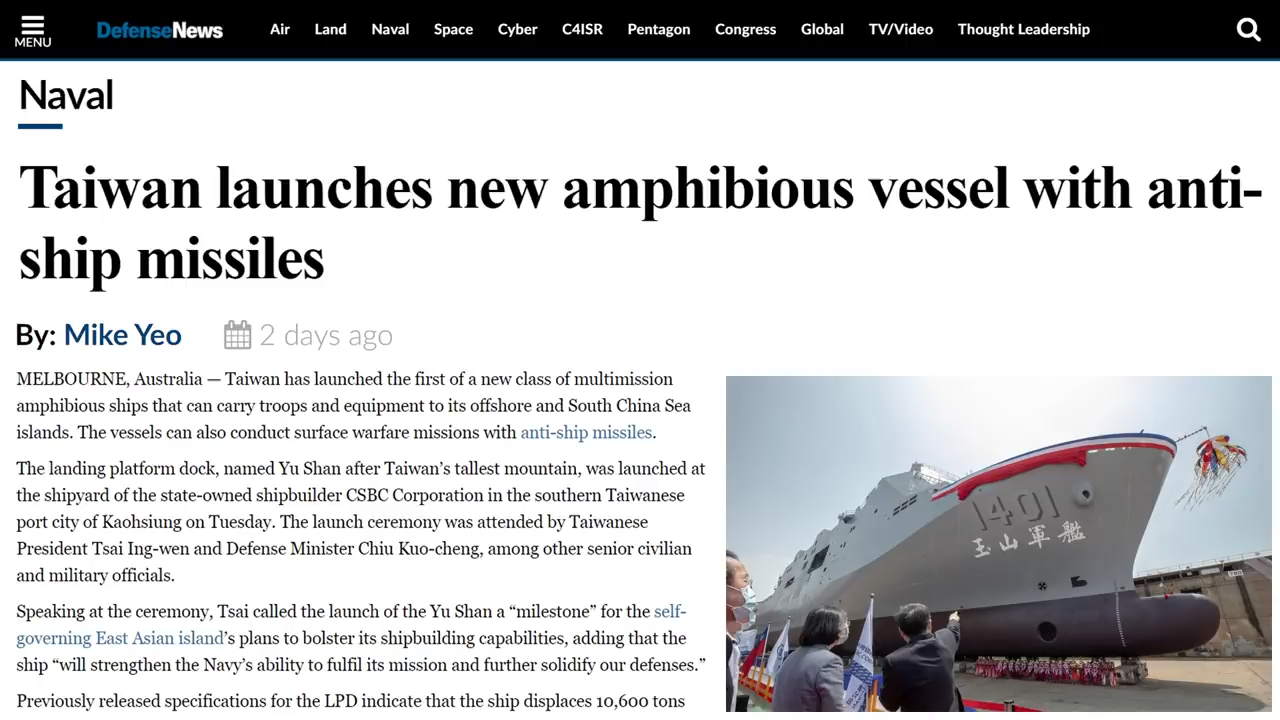 MENU
DefenseNews
Air Land Naval Space Cyber C4ISR Pentagon Congress Global TV/Video Thought Leadership
Naval
Taiwan launches new amphibious vessel with anti-
ship missiles
By: Mike Yeo 2 days ago
MELBOURNE, Australia — Taiwan has launched the first of a new class of multimission
amphibious ships that can carry troops and equipment to its offshore and South China Sea
islands. The vessels can also conduct surface warfare missions with anti-ship missiles.
The landing platform dock, named Yu Shan after Taiwan’s tallest mountain, was launched at
the shipyard of the state-owned shipbuilder CSBC Corporation in the southern Taiwanese
port city of Kaohsiung on Tuesday. The launch ceremony was attended by Taiwanese
President Tsai Ing-wen and Defense Minister Chiu Kuo-cheng, among other senior civilian
and military officials.
Speaking at the ceremony, Tsai called the launch of the Yu Shan a “milestone” for the self-
governing East Asian island’s plans to bolster its shipbuilding capabilities, adding that the
ship “will strengthen the Navy’s ability to fulfil its mission and further solidify our defenses.”
Previously released specifications for the LPD indicate that the ship displaces 10,600 tons
1401
玉山軍艦